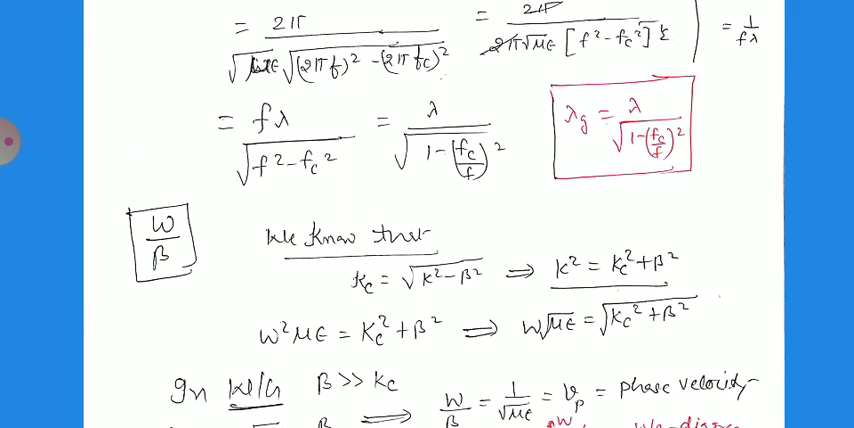 = 2π / √με √((2πf)² - (2πfc)²) = 2π / 2π√με [f² - fc²]½ | = 1/fλ
= fλ / √(f² - fc²) = λ / √(1 - (fc/f)²) λg = λ / √(1 - (fc/f)²)
ω/β We know that
Kc = √(K² - β²) ⇒ K² = Kc² + β²
ω²με = Kc² + β² ⇒ ω√με = √(Kc² + β²)
In W/G β >> Kc
β ⇒ ω/β = 1/√με = υp = phase velocity